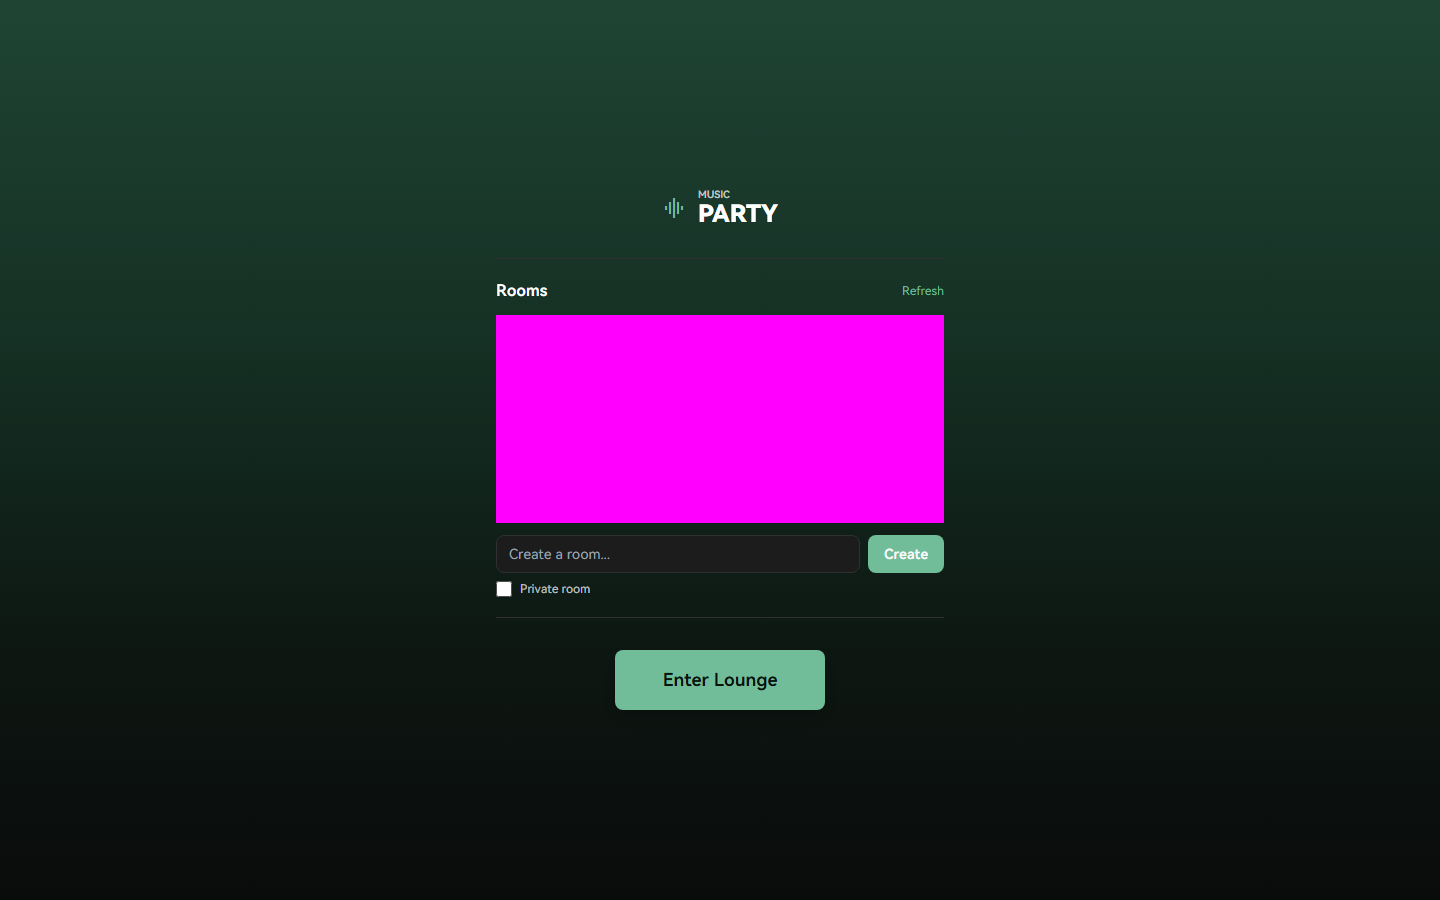 MUSIC
PARTY
Rooms
Refresh
Create a room...
Create
Private room
Enter Lounge